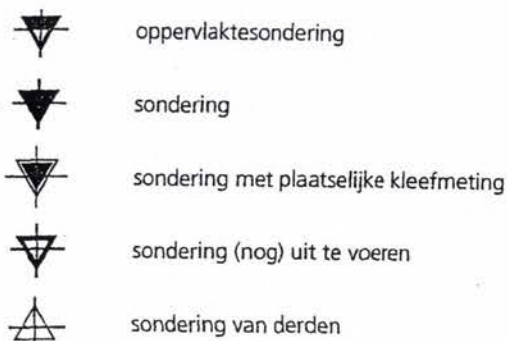 oppervlaktesondering
sondering
sondering met plaatselijke kleefmeting
sondering (nog) uit te voeren
sondering van derden